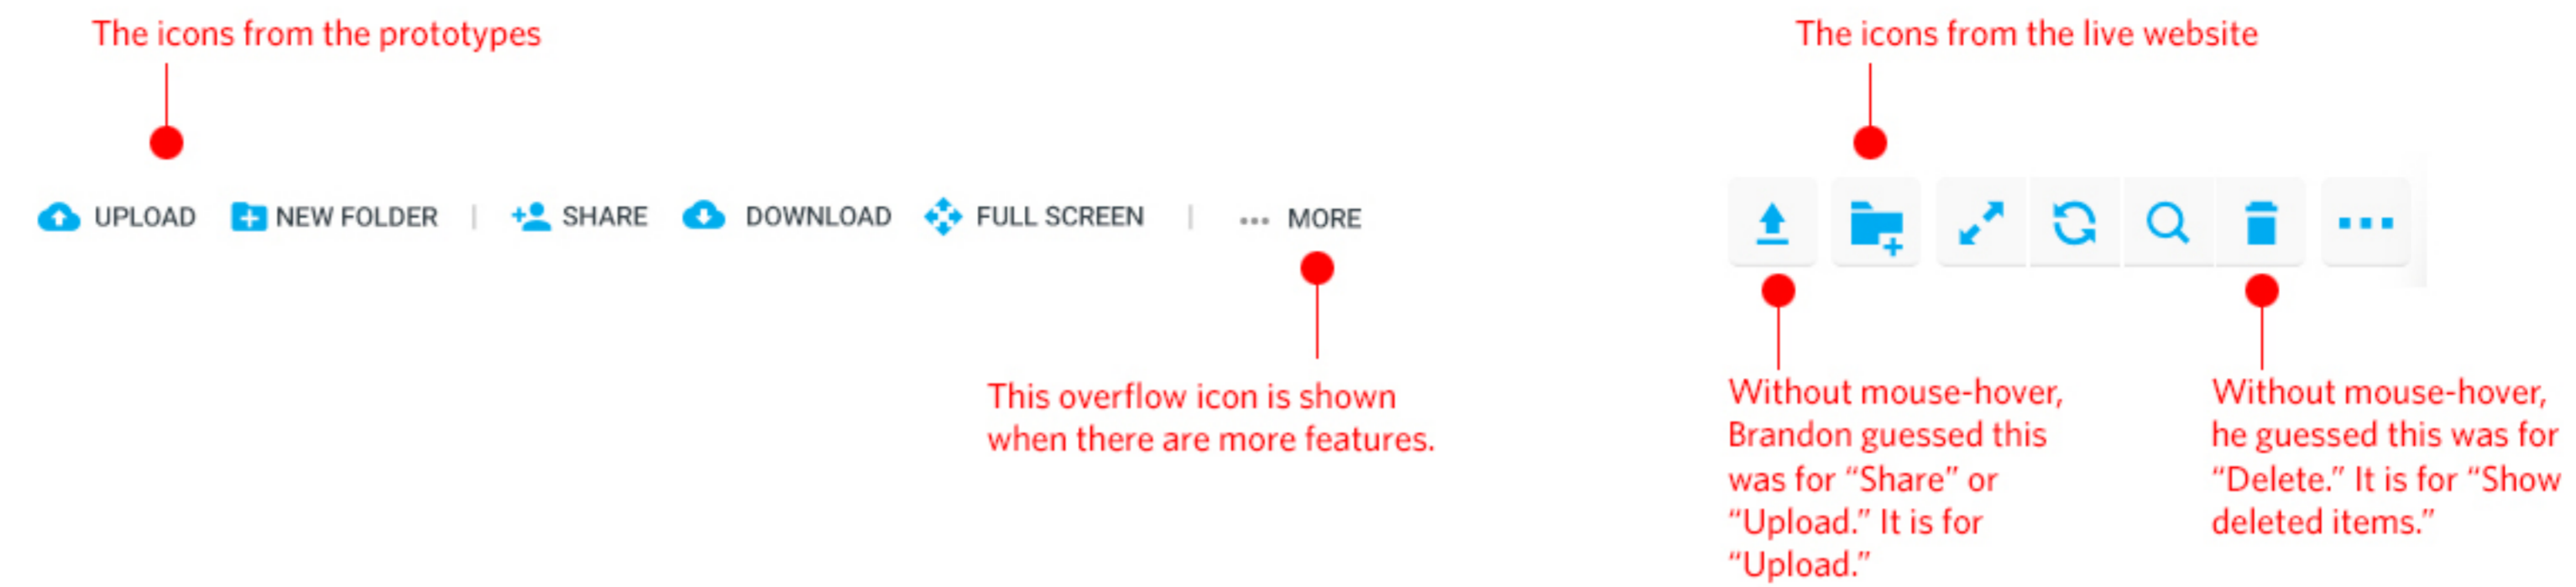 The icons from the prototypes
The icons from the live website
UPLOAD NEW FOLDER | SHARE DOWNLOAD FULL SCREEN | ... MORE
This overflow icon is shown
when there are more features.
Without mouse-hover,
Brandon guessed this
was for “Share” or
“Upload.” It is for
“Upload.”
Without mouse-hover,
he guessed this was for
“Delete.” It is for “Show
deleted items.”